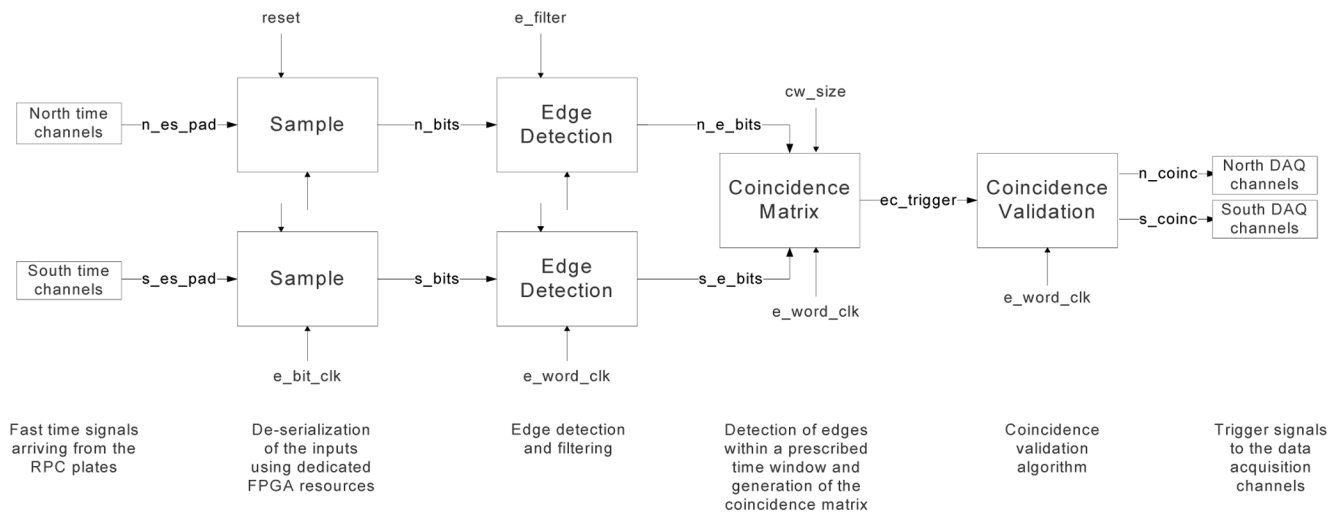 reset
e_filter
North time
channels
n_es_pad
Sample
n_bits
Edge
Detection
n_e_bits
cw_size
Coincidence
Matrix
ec_trigger
Coincidence
Validation
n_coinc
North DAQ
channels
s_coinc
South DAQ
channels
South time
channels
s_es_pad
Sample
s_bits
Edge
Detection
s_e_bits
e_word_clk
e_word_clk
e_bit_clk
e_word_clk
Fast time signals
arriving from the
RPC plates
De-serialization
of the inputs
using dedicated
FPGA resources
Edge detection
and filtering
Detection of edges
within a prescribed
time window and
generation of the
coincidence matrix
Coincidence
validation
algorithm
Trigger signals
to the data
acquisition
channels